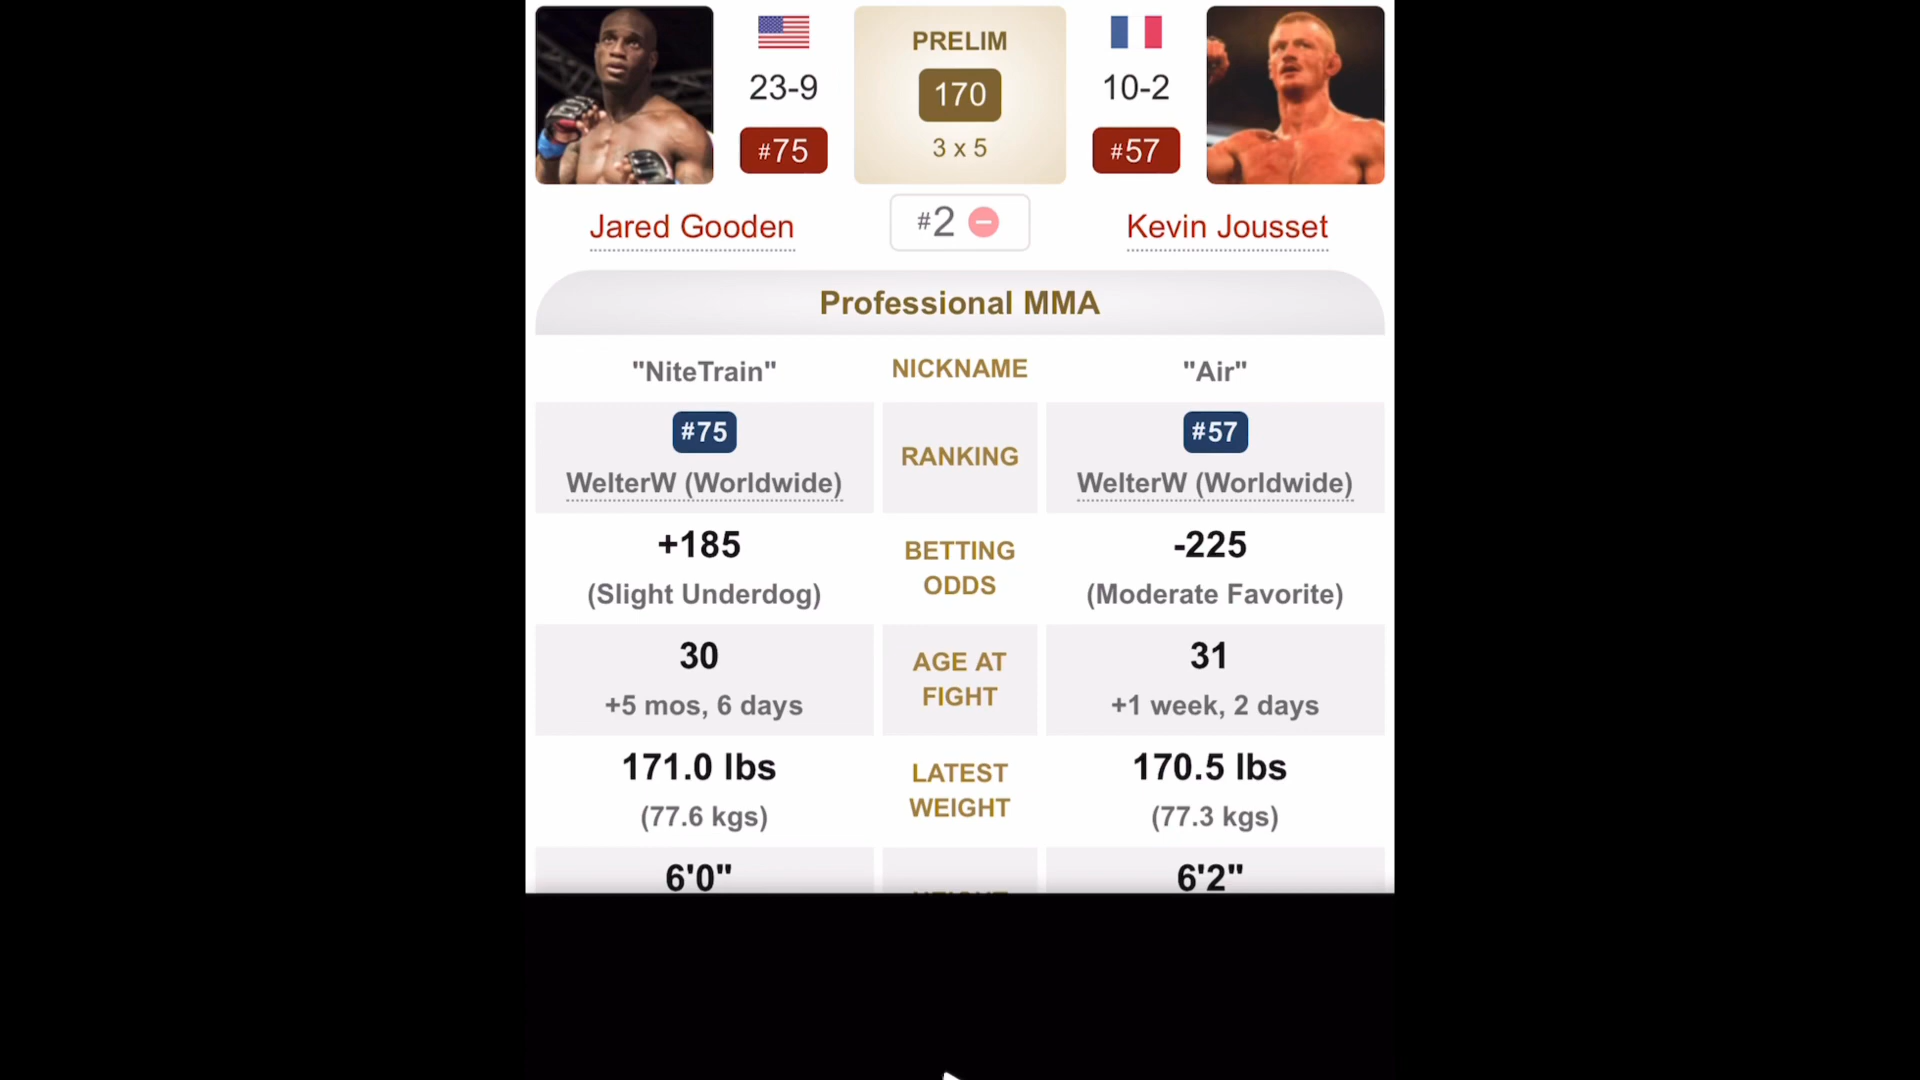 PRELIM
23-9
170
10-2
#75
3 x 5
#57
Jared Gooden
#2
Kevin Jousset
Professional MMA
"NiteTrain"
NICKNAME
"Air"
#75
WelterW (Worldwide)
RANKING
#57
WelterW (Worldwide)
+185
(Slight Underdog)
BETTING
ODDS
-225
(Moderate Favorite)
30
+5 mos, 6 days
AGE AT
FIGHT
31
+1 week, 2 days
171.0 lbs
(77.6 kgs)
LATEST
WEIGHT
170.5 lbs
(77.3 kgs)
6'0"
6'2"